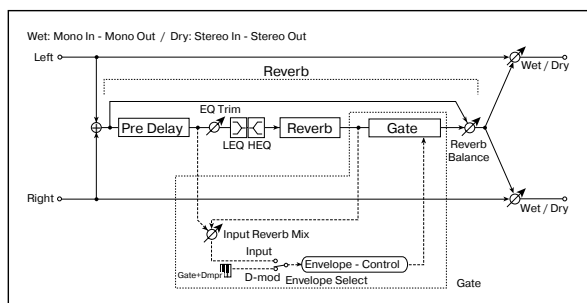 Wet: Mono In - Mono Out / Dry: Stereo In - Stereo Out
Left
Wet / Dry
Reverb
EQ Trim
Pre Delay
LEQ HEQ
Reverb
Gate
Reverb
Balance
Right
Wet / Dry
Input Reverb Mix
Input
Envelope - Control
Gate+Dmpr
D-mod
Envelope Select
Gate